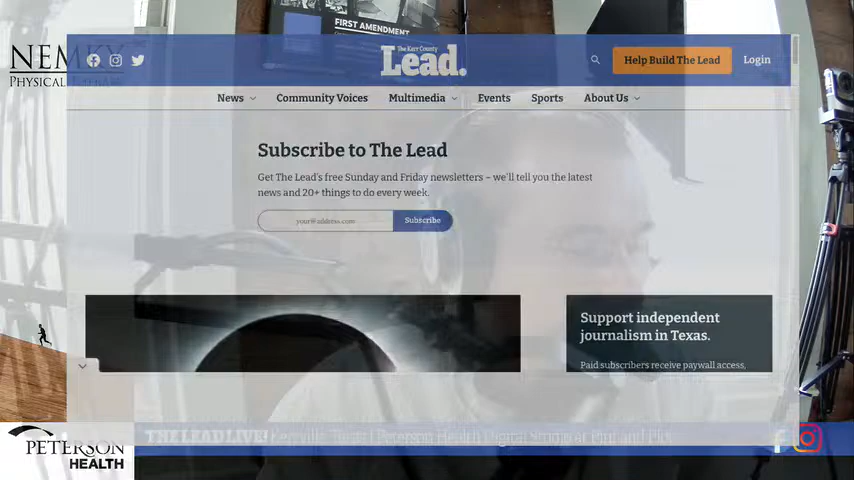 FIRST AMENDMENT
NEMKY
PHYSICAL THERAPY
The Kerr County
Lead.
Help Build The Lead
Login
News
Community Voices
Multimedia
Events
Sports
About Us
Subscribe to The Lead
Get The Lead's free Sunday and Friday newsletters – we'll tell you the latest
news and 20+ things to do every week.
your@address.com
Subscribe
Support independent
journalism in Texas.
Paid subscribers receive paywall access,
THE LEAD LIVE!
PETERSON
HEALTH